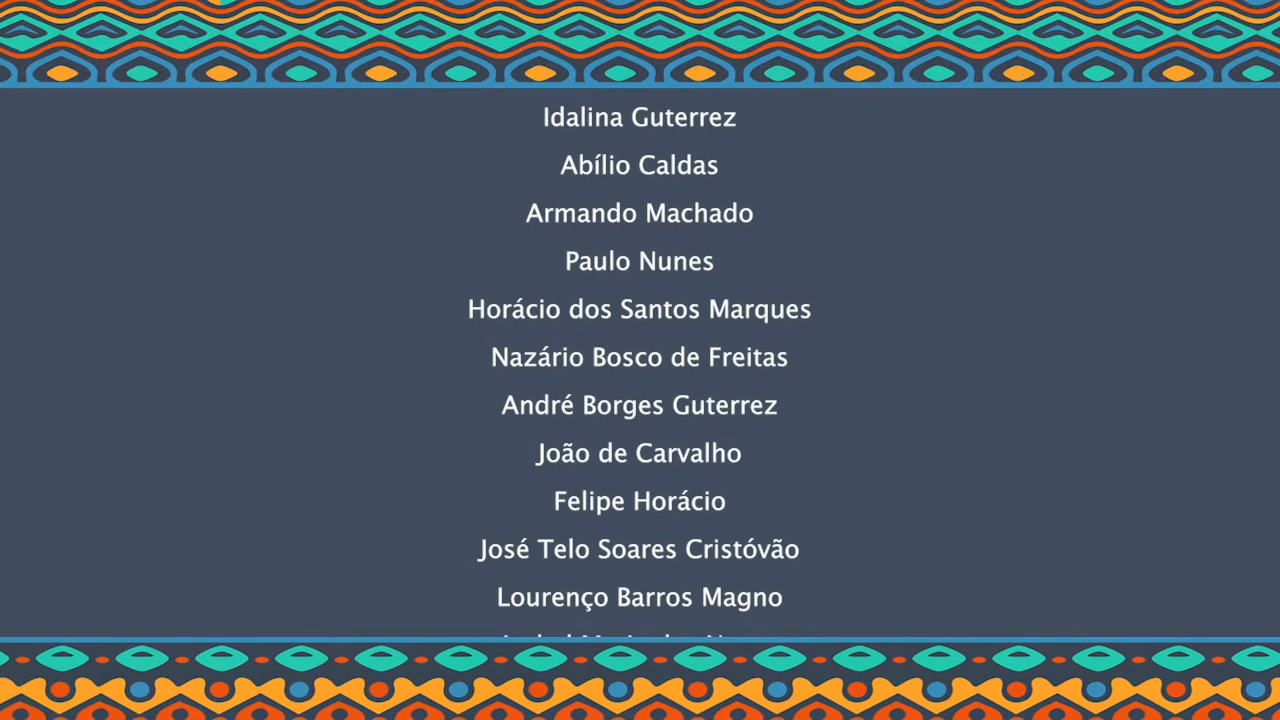 Idalina Guterrez
Abílio Caldas
Armando Machado
Paulo Nunes
Horácio dos Santos Marques
Nazário Bosco de Freitas
André Borges Guterrez
João de Carvalho
Felipe Horácio
José Telo Soares Cristóvão
Lourenço Barros Magno